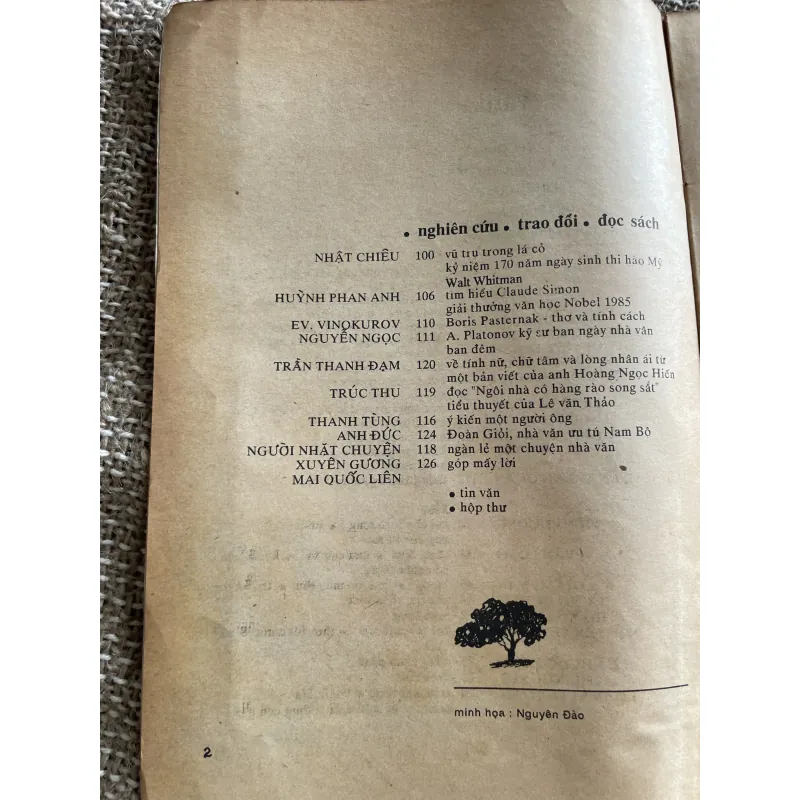 • nghiên cứu • trao đổi • đọc sách
NHẬT CHIÊU 100 vũ trụ trong lá cỏ
kỷ niệm 170 năm ngày sinh thi hào Mỹ
Walt Whitman
HUỲNH PHAN ANH 106 tìm hiểu Claude Simon
giải thưởng văn học Nobel 1985
EV. VINOKUROV 110 Boris Pasternak - thơ và tính cách
NGUYÊN NGỌC 111 A. Platonov kỹ sư ban ngày nhà văn
ban đêm
TRẦN THANH ĐẠM 120 về tính nữ, chữ tâm và lòng nhân ái từ
một bản viết của anh Hoàng Ngọc Hiến
TRÚC THU 119 đọc "Ngôi nhà có hàng rào song sắt"
tiểu thuyết của Lê văn Thảo
THANH TÙNG 116 ý kiến một người ông
ANH ĐỨC 124 Đoàn Giỏi, nhà văn ưu tú Nam Bộ
NGƯỜI NHẶT CHUYỆN 118 ngàn lẻ một chuyện nhà văn
XUYÊN GƯƠNG 126 góp mấy lời
MAI QUỐC LIÊN
• tin văn
• hộp thư
minh họa : Nguyên Đào
2